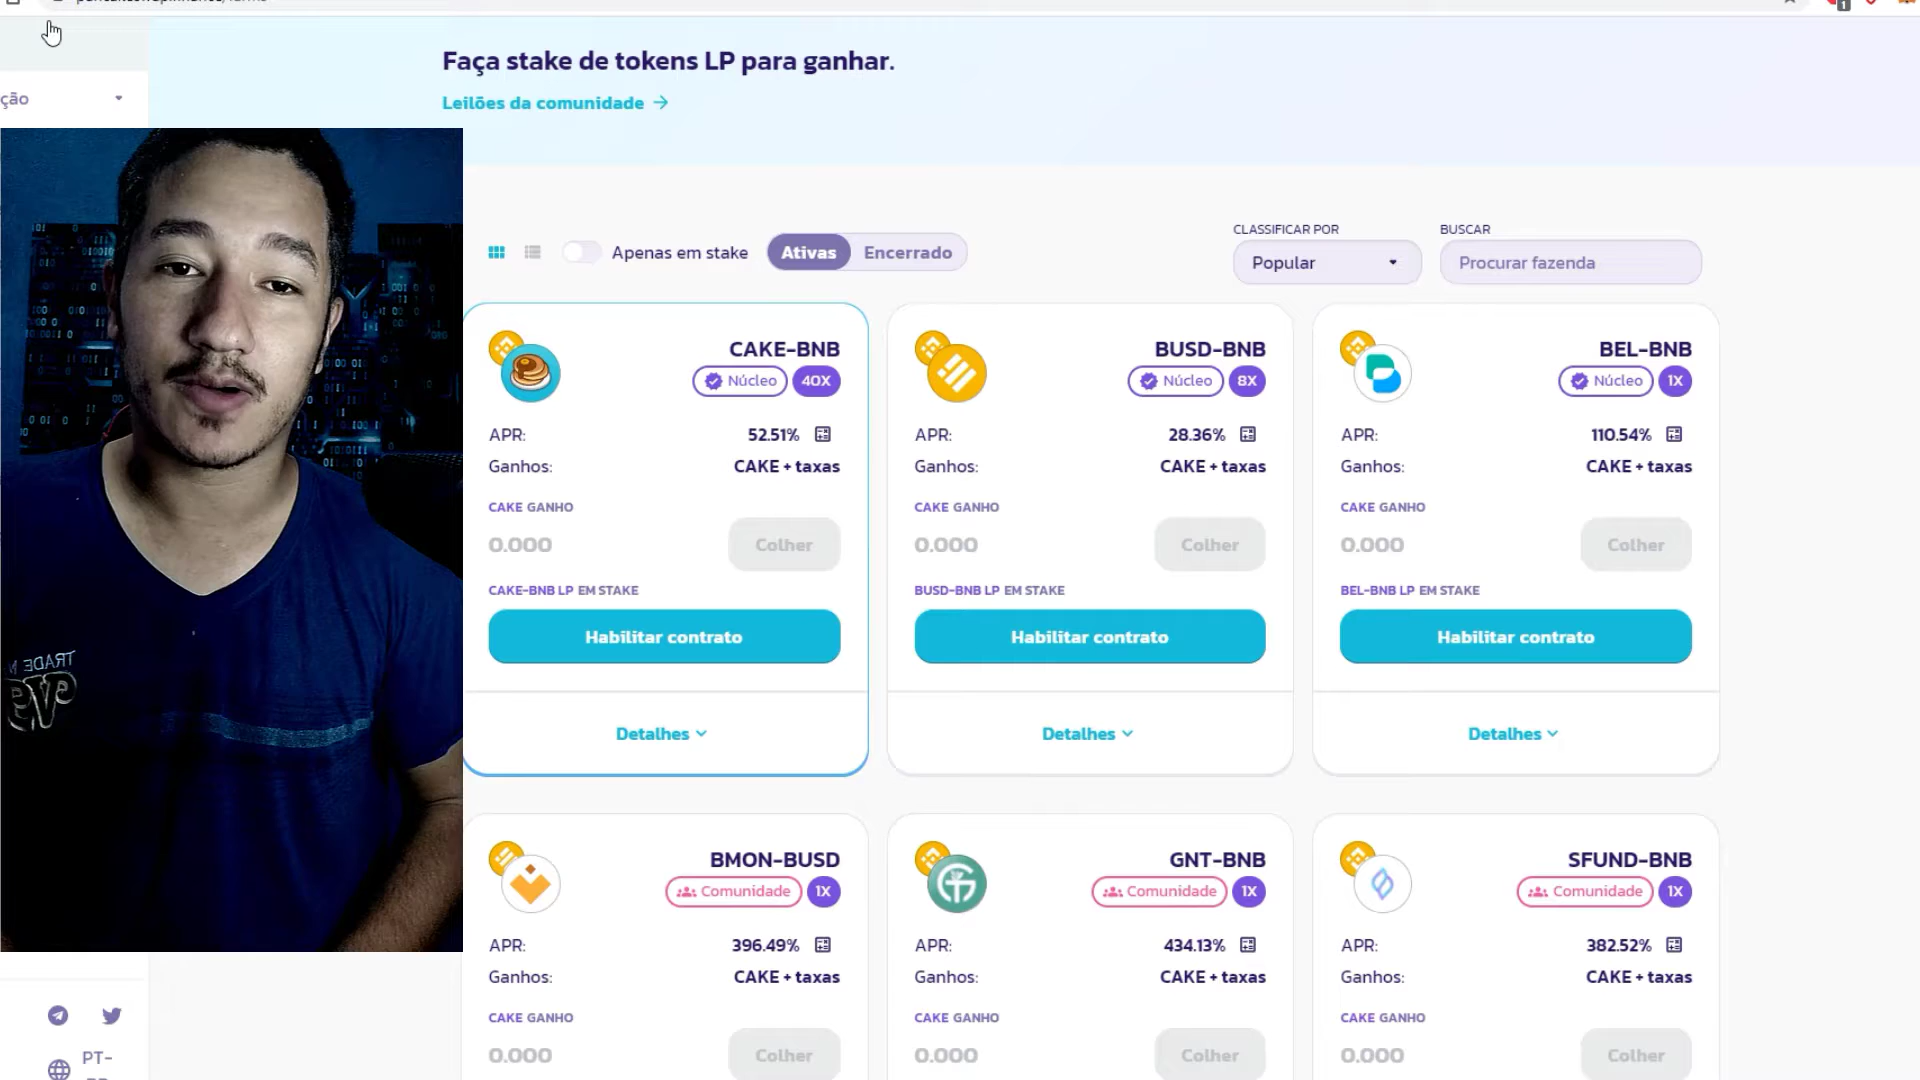 Faça stake de tokens LP para ganhar.
Leilões da comunidade
ção
Apenas em stake
Ativas
Encerrado
CLASSIFICAR POR
Popular
BUSCAR
Procurar fazenda
CAKE-BNB
Núcleo
40X
APR:
52.51%
Ganhos:
CAKE + taxas
CAKE GANHO
0.000
Colher
CAKE-BNB LP EM STAKE
Habilitar contrato
Detalhes
BUSD-BNB
Núcleo
8X
APR:
28.36%
Ganhos:
CAKE + taxas
CAKE GANHO
0.000
Colher
BUSD-BNB LP EM STAKE
Habilitar contrato
Detalhes
BEL-BNB
Núcleo
1X
APR:
110.54%
Ganhos:
CAKE + taxas
CAKE GANHO
0.000
Colher
BEL-BNB LP EM STAKE
Habilitar contrato
Detalhes
BMON-BUSD
Comunidade
1X
APR:
396.49%
Ganhos:
CAKE + taxas
CAKE GANHO
0.000
Colher
GNT-BNB
Comunidade
1X
APR:
434.13%
Ganhos:
CAKE + taxas
CAKE GANHO
0.000
Colher
SFUND-BNB
Comunidade
1X
APR:
382.52%
Ganhos:
CAKE + taxas
CAKE GANHO
0.000
Colher
TRADE
PT-
1